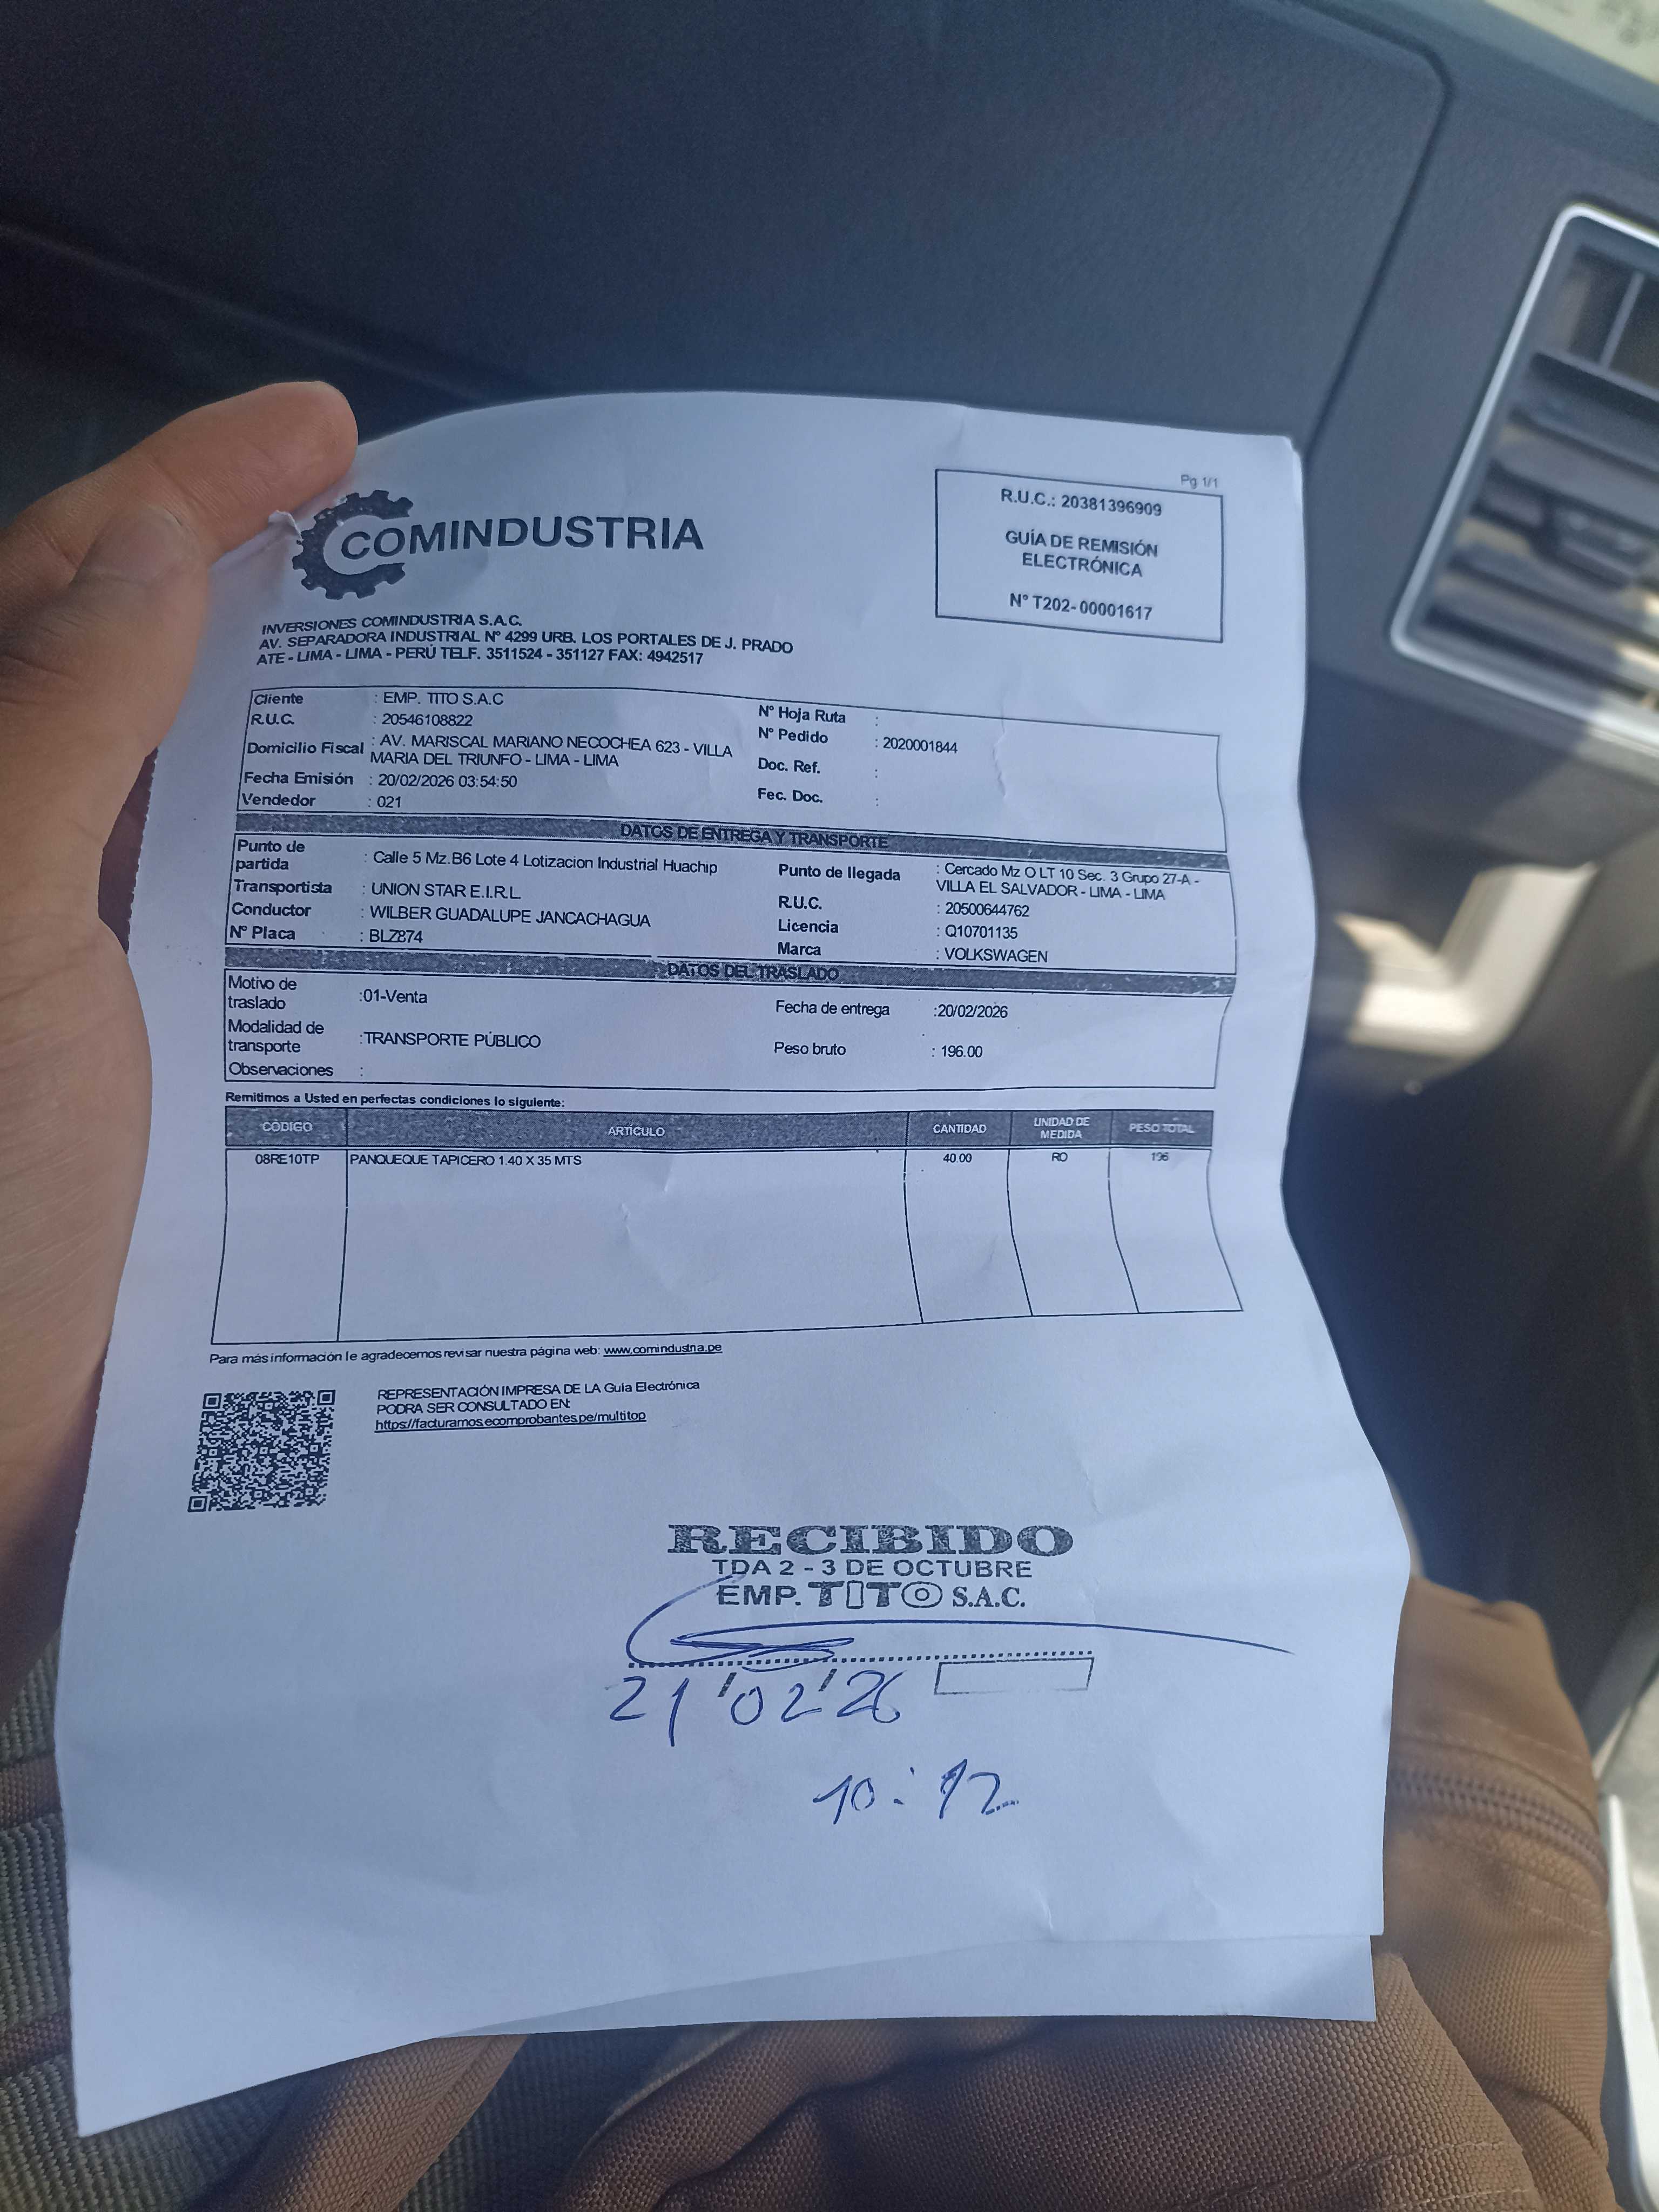 Pg 1/1
COMINDUSTRIA
R.U.C.: 20381396909
GUÍA DE REMISIÓN
ELECTRÓNICA
N° T202-00001617
INVERSIONES COMINDUSTRIA S.A.C.
AV. SEPARADORA INDUSTRIAL N° 4299 URB. LOS PORTALES DE J. PRADO
ATE - LIMA - LIMA - PERÚ TELF. 3511524 - 351127 FAX: 4942517
Cliente : EMP. TITO S.A.C
R.U.C. : 20546108822
Domicilio Fiscal : AV. MARISCAL MARIANO NECOCHEA 623 - VILLA
MARIA DEL TRIUNFO - LIMA - LIMA
Fecha Emisión : 20/02/2026 03:54:50
Vendedor : 021
N° Hoja Ruta :
N° Pedido : 2020001844
Doc. Ref. :
Fec. Doc. :
DATOS DE ENTREGA Y TRANSPORTE
Punto de
partida : Calle 5 Mz.B6 Lote 4 Lotizacion Industrial Huachip
Transportista : UNION STAR E.I.R.L
Conductor : WILBER GUADALUPE JANCACHAGUA
N° Placa : BLZ874
Punto de llegada : Cercado Mz O LT 10 Sec. 3 Grupo 27-A -
VILLA EL SALVADOR - LIMA - LIMA
R.U.C. : 20500644762
Licencia : Q10701135
Marca : VOLKSWAGEN
DATOS DEL TRASLADO
Motivo de
traslado :01-Venta
Modalidad de
transporte :TRANSPORTE PÚBLICO
Observaciones :
Fecha de entrega :20/02/2026
Peso bruto : 196.00
Remitimos a Usted en perfectas condiciones lo siguiente:
CÓDIGO ARTÍCULO CANTIDAD UNIDAD DE MEDIDA PESO TOTAL
08RE10TP PANQUEQUE TAPICERO 1.40 X 35 MTS 40.00 RO 196
Para más información le agradecemos revisar nuestra página web: www.comindustria.pe
REPRESENTACIÓN IMPRESA DE LA Guía Electrónica
PODRA SER CONSULTADO EN:
https://facturamos.ecomprobantes.pe/multitop
RECIBIDO
TDA 2 - 3 DE OCTUBRE
EMP. TITO S.A.C.
21/02/26
10:12